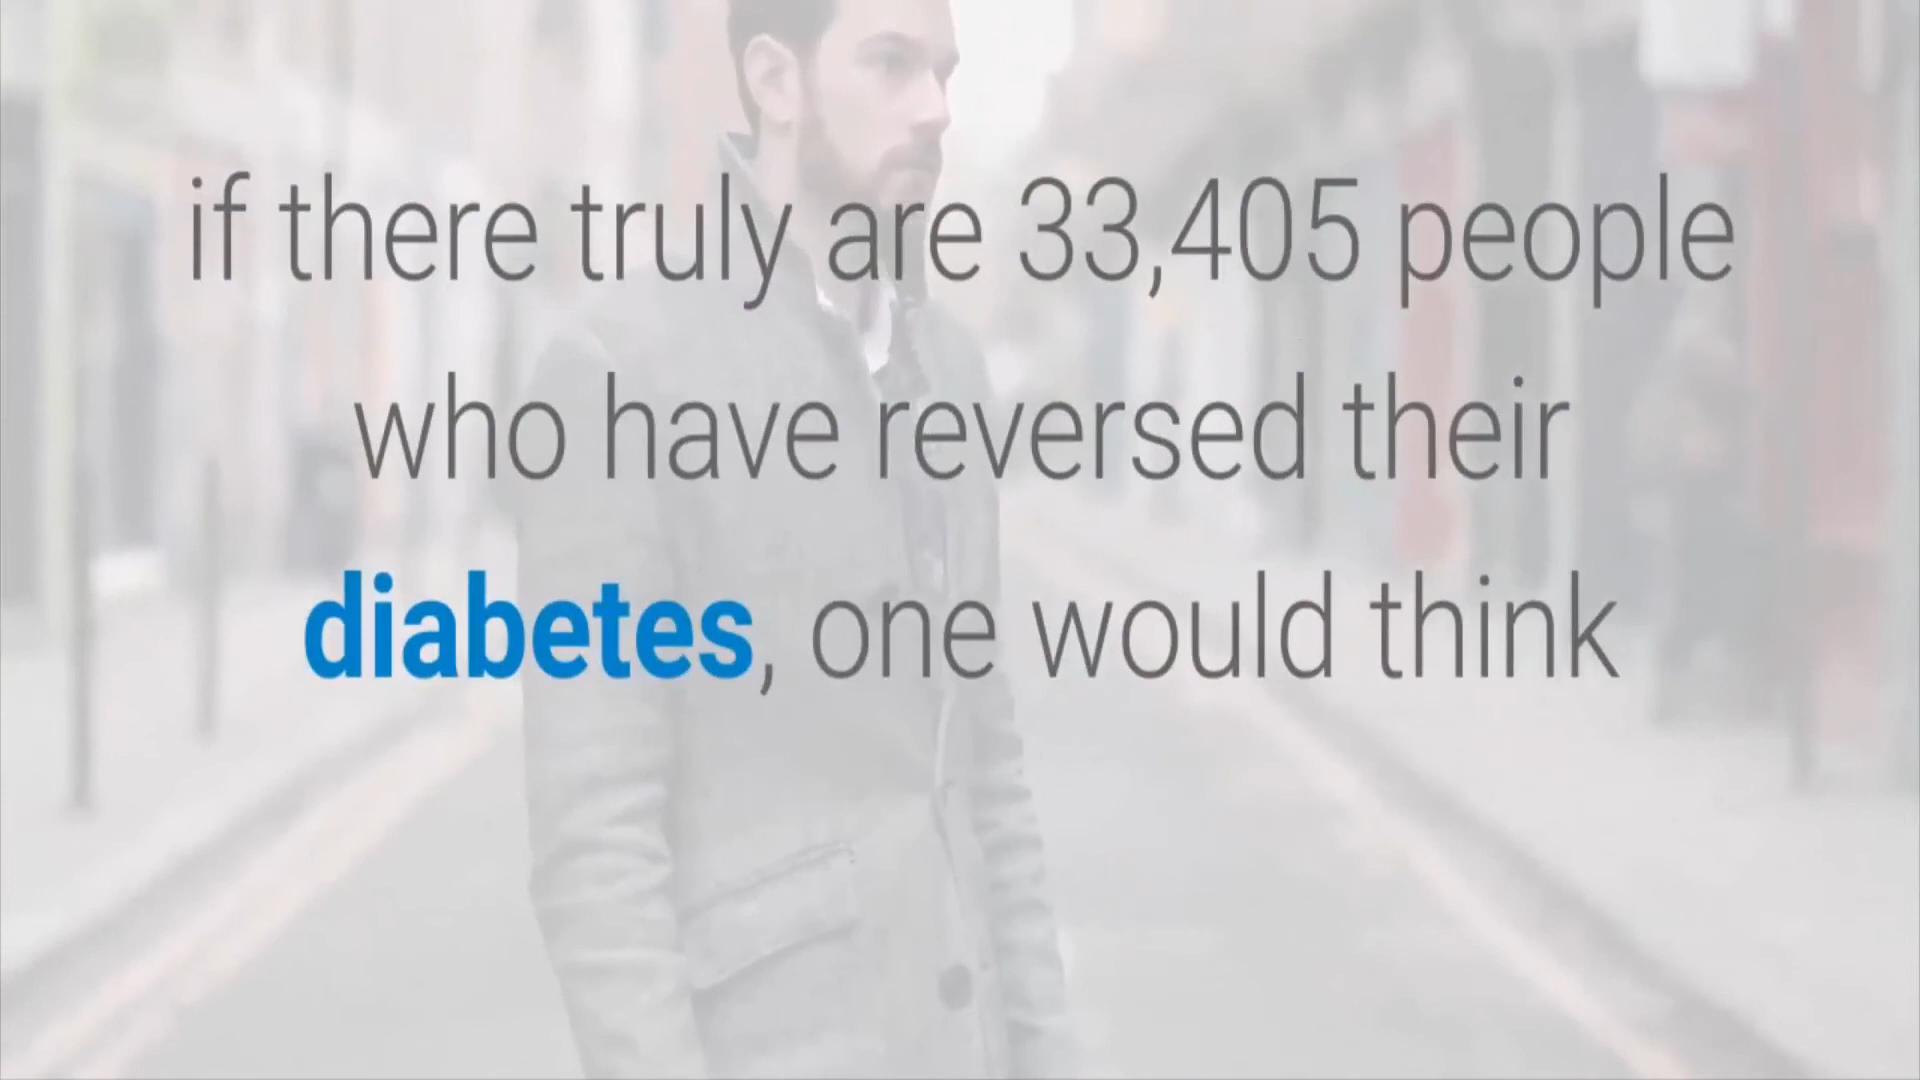 if there truly are 33,405 people
who have reversed their
diabetes, one would think